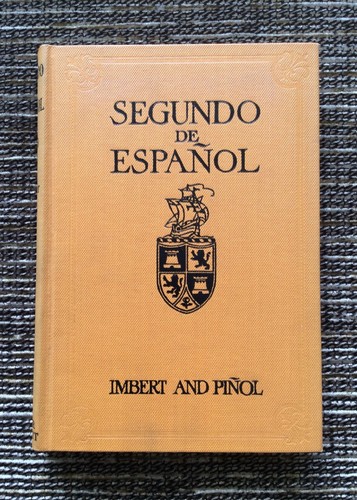 SEGUNDO
DE
ESPAÑOL
IMBERT AND PIÑOL